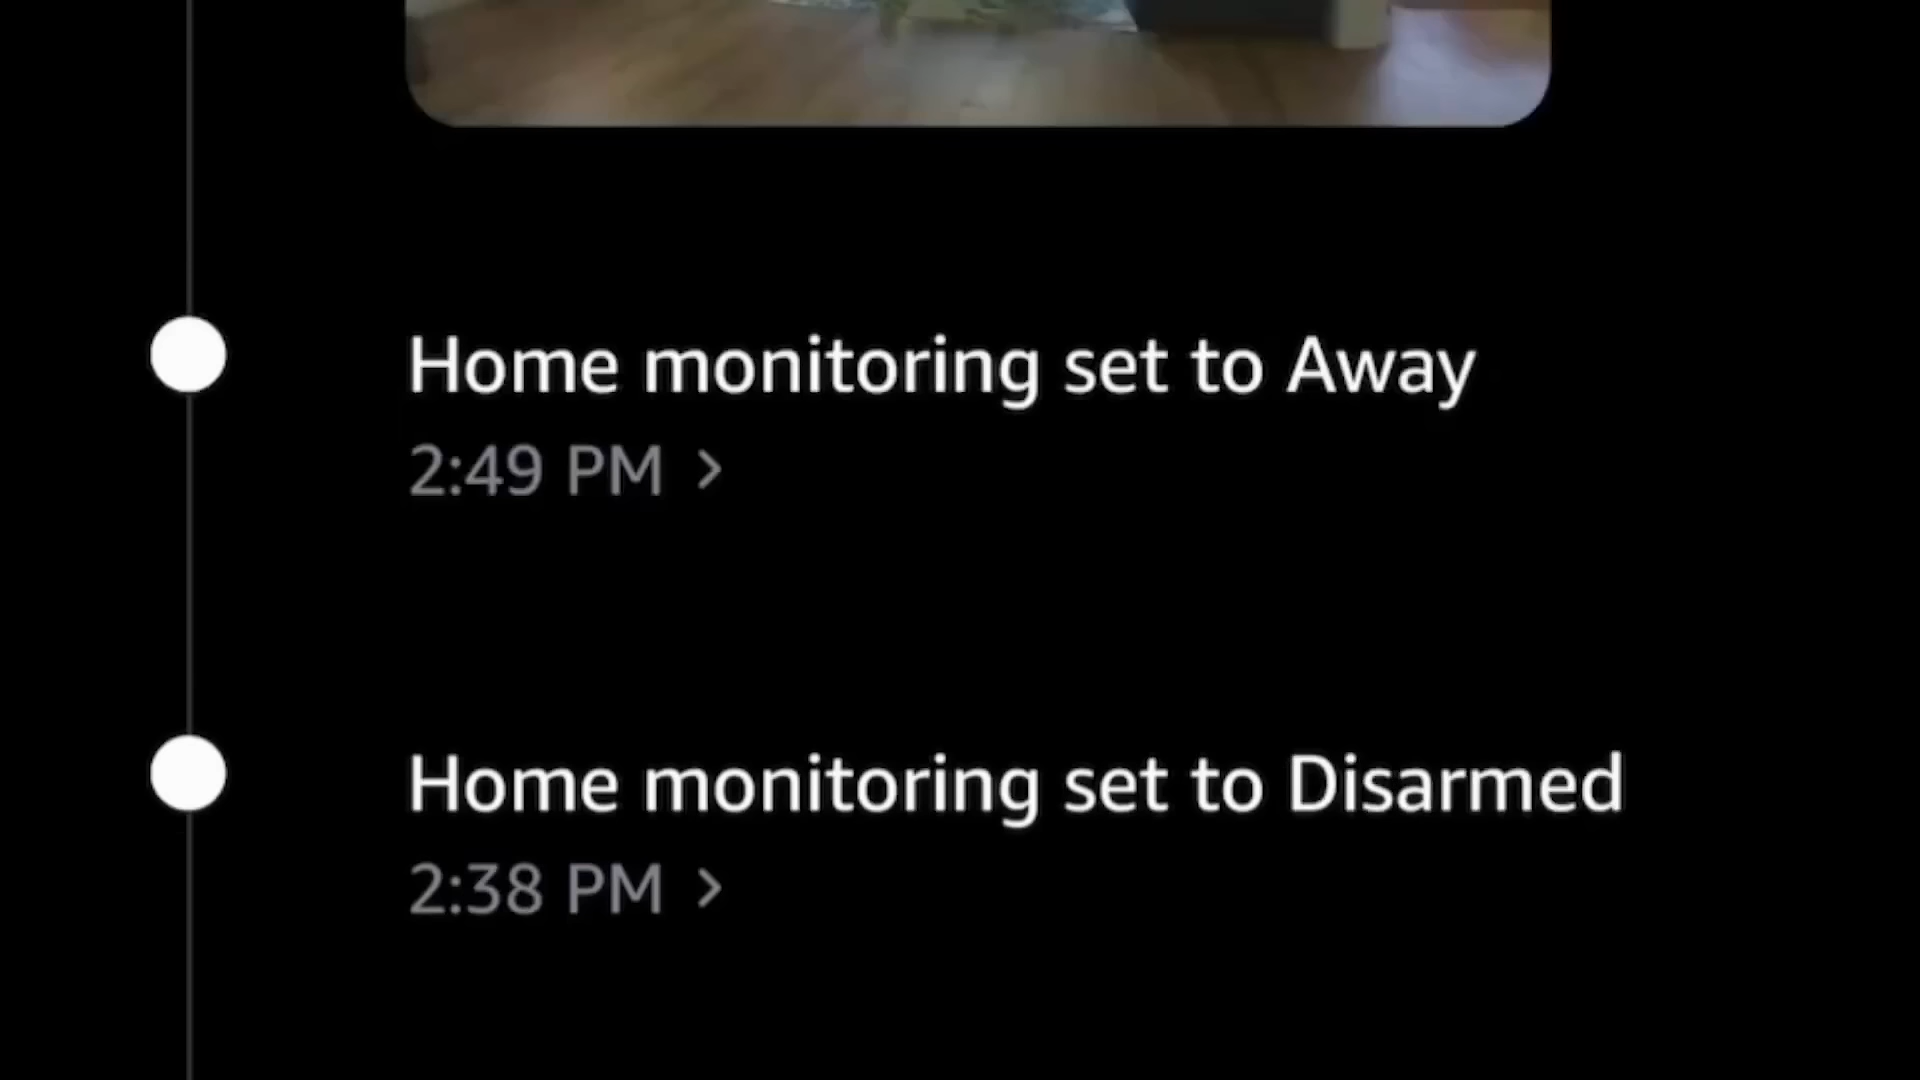 Home monitoring set to Away
2:49 PM >
Home monitoring set to Disarmed
2:38 PM >